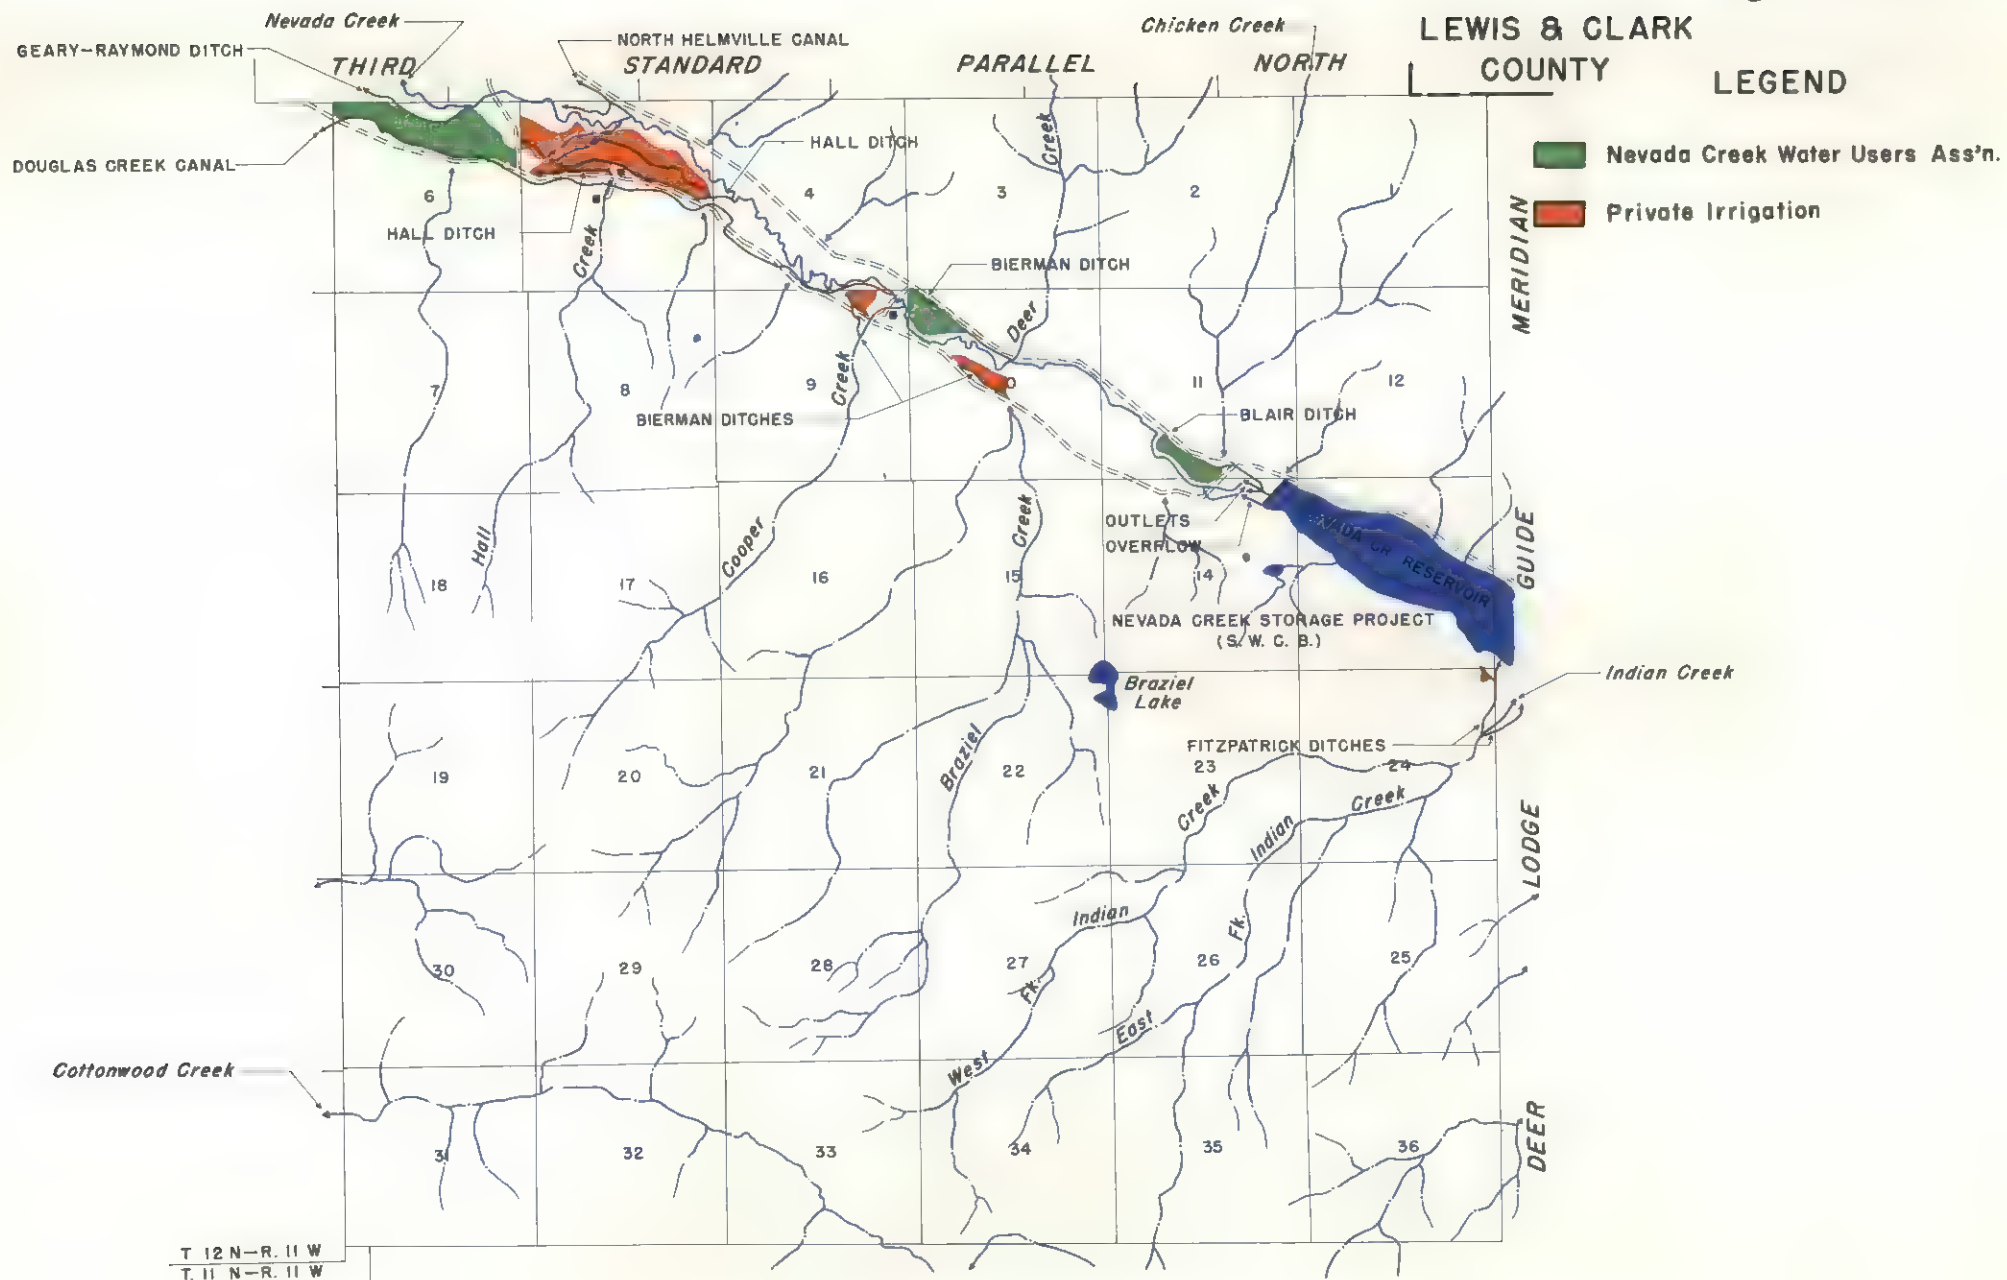 Nevada Creek
Chicken Creek
LEWIS & CLARK
COUNTY
GEARY-RAYMOND DITCH
NORTH HELMVILLE CANAL
THIRD STANDARD PARALLEL NORTH
LEGEND
Nevada Creek Water Users Ass'n.
Private Irrigation
DOUGLAS CREEK CANAL
HALL DITCH
Creek
6
4
3
2
1
HALL DITCH
Creek
BIERMAN DITCH
MERIDIAN
Deer
7
8
9
Creek
11
12
BIERMAN DITCHES
BLAIR DITCH
Hall
Cooper
Creek
OUTLETS
OVERFLOW
GUIDE
18
17
16
15
14
RESERVOIR
NEVADA CREEK STORAGE PROJECT
(S. W. C. B.)
Braziel
Lake
Indian Creek
FITZPATRICK DITCHES
19
20
21
Braziel
22
23
24
Creek
Indian
Creek
LODGE
Indian
Fk.
30
29
28
27
26
25
Fk.
East
West
Cottonwood Creek
31
32
33
34
35
36
DEER
T. 12 N-R. 11 W
T. 11 N-R. 11 W